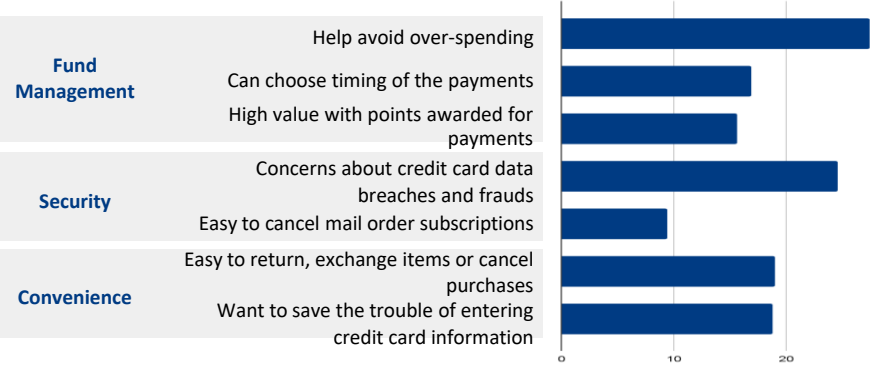 Fund
Management
Help avoid over-spending
Can choose timing of the payments
High value with points awarded for
payments
Security
Concerns about credit card data
breaches and frauds
Easy to cancel mail order subscriptions
Convenience
Easy to return, exchange items or cancel
purchases
Want to save the trouble of entering
credit card information
0 10 20